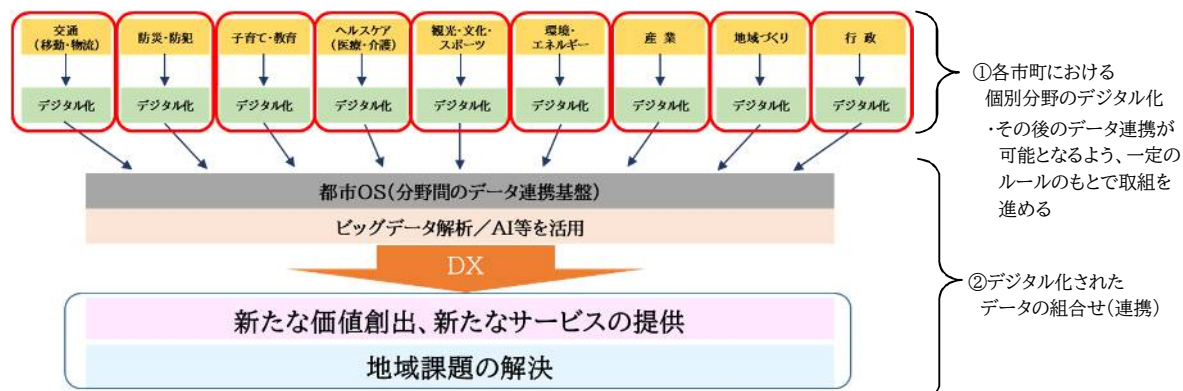 交通
(移動・物流)
防災・防犯
子育て・教育
ヘルスケア
(医療・介護)
観光・文化・
スポーツ
環境・
エネルギー
産 業
地域づくり
行 政
デジタル化
デジタル化
デジタル化
デジタル化
デジタル化
デジタル化
デジタル化
デジタル化
デジタル化
①各市町における
個別分野のデジタル化
・その後のデータ連携が
可能となるよう、一定の
ルールのもとで取組を
進める
都市OS(分野間のデータ連携基盤)
ビッグデータ解析／AI等を活用
DX
②デジタル化された
データの組合せ(連携)
新たな価値創出、新たなサービスの提供
地域課題の解決